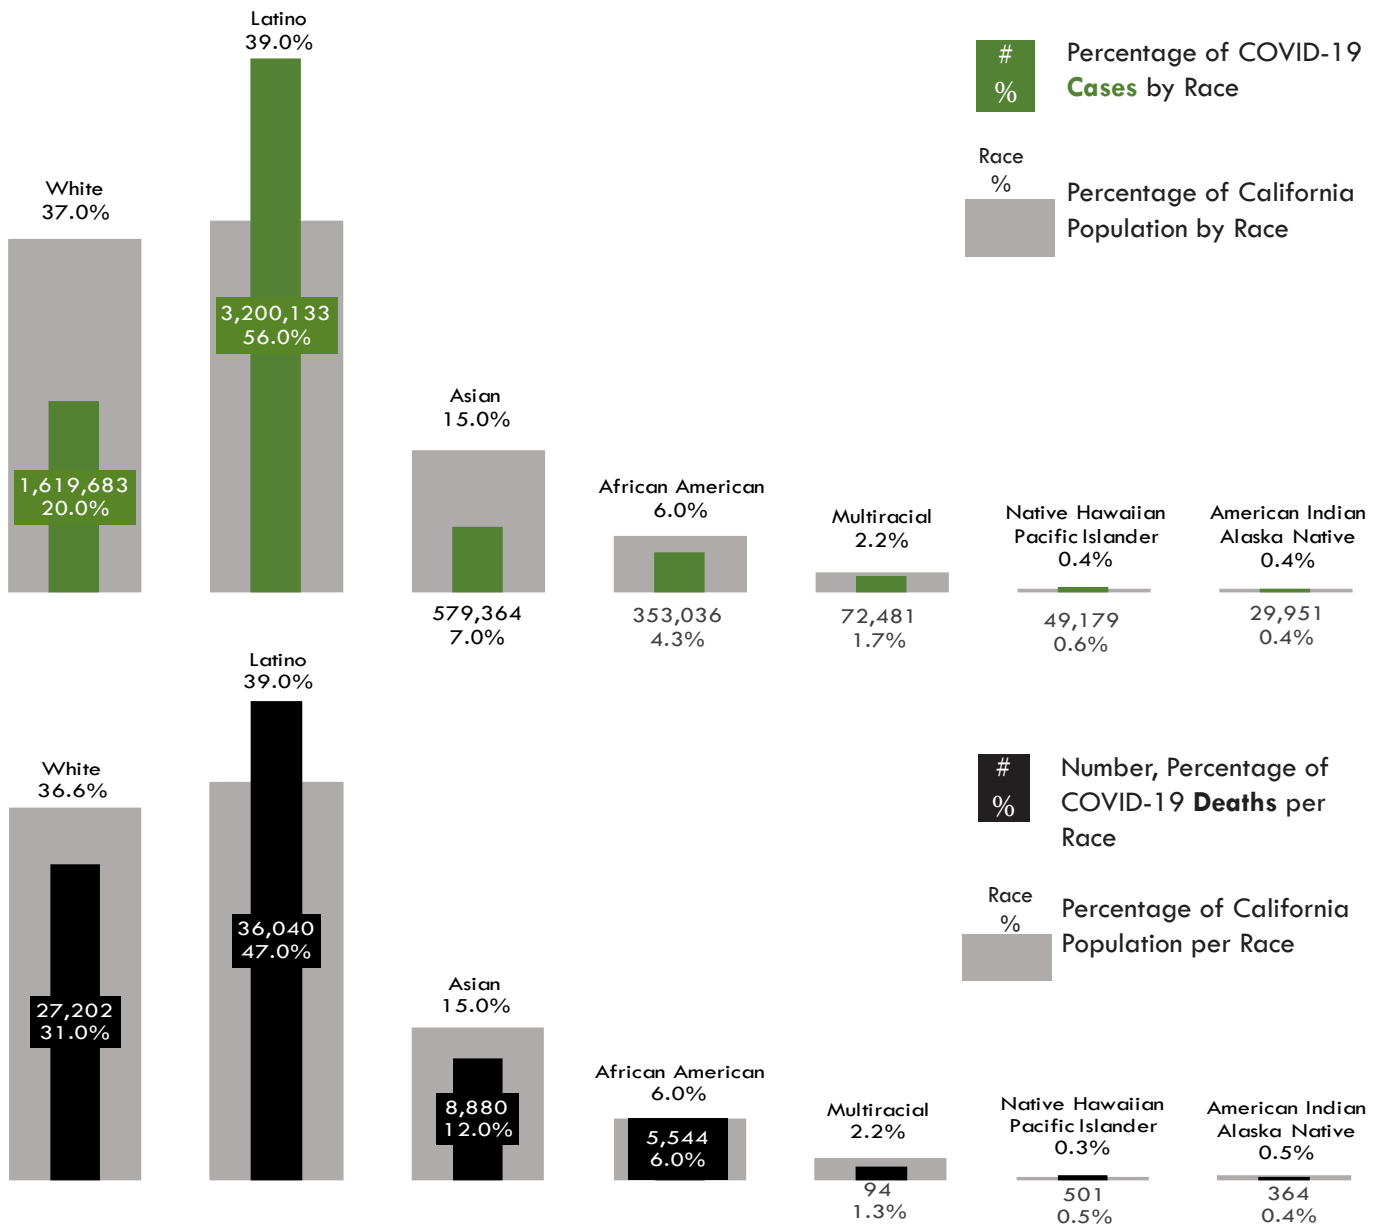 Latino
39.0%
#
%
Percentage of COVID-19
Cases by Race
Race
%
Percentage of California
Population by Race
White
37.0%
3,200,133
56.0%
Asian
15.0%
1,619,683
20.0%
African American
6.0%
Multiracial
2.2%
Native Hawaiian
Pacific Islander
0.4%
American Indian
Alaska Native
0.4%
579,364
7.0%
353,036
4.3%
72,481
1.7%
49,179
0.6%
29,951
0.4%
Latino
39.0%
White
36.6%
#
%
Number, Percentage of
COVID-19 Deaths per
Race
Race
%
Percentage of California
Population per Race
36,040
47.0%
27,202
31.0%
Asian
15.0%
8,880
12.0%
African American
6.0%
5,544
6.0%
Multiracial
2.2%
Native Hawaiian
Pacific Islander
0.3%
American Indian
Alaska Native
0.5%
94
1.3%
501
0.5%
364
0.4%